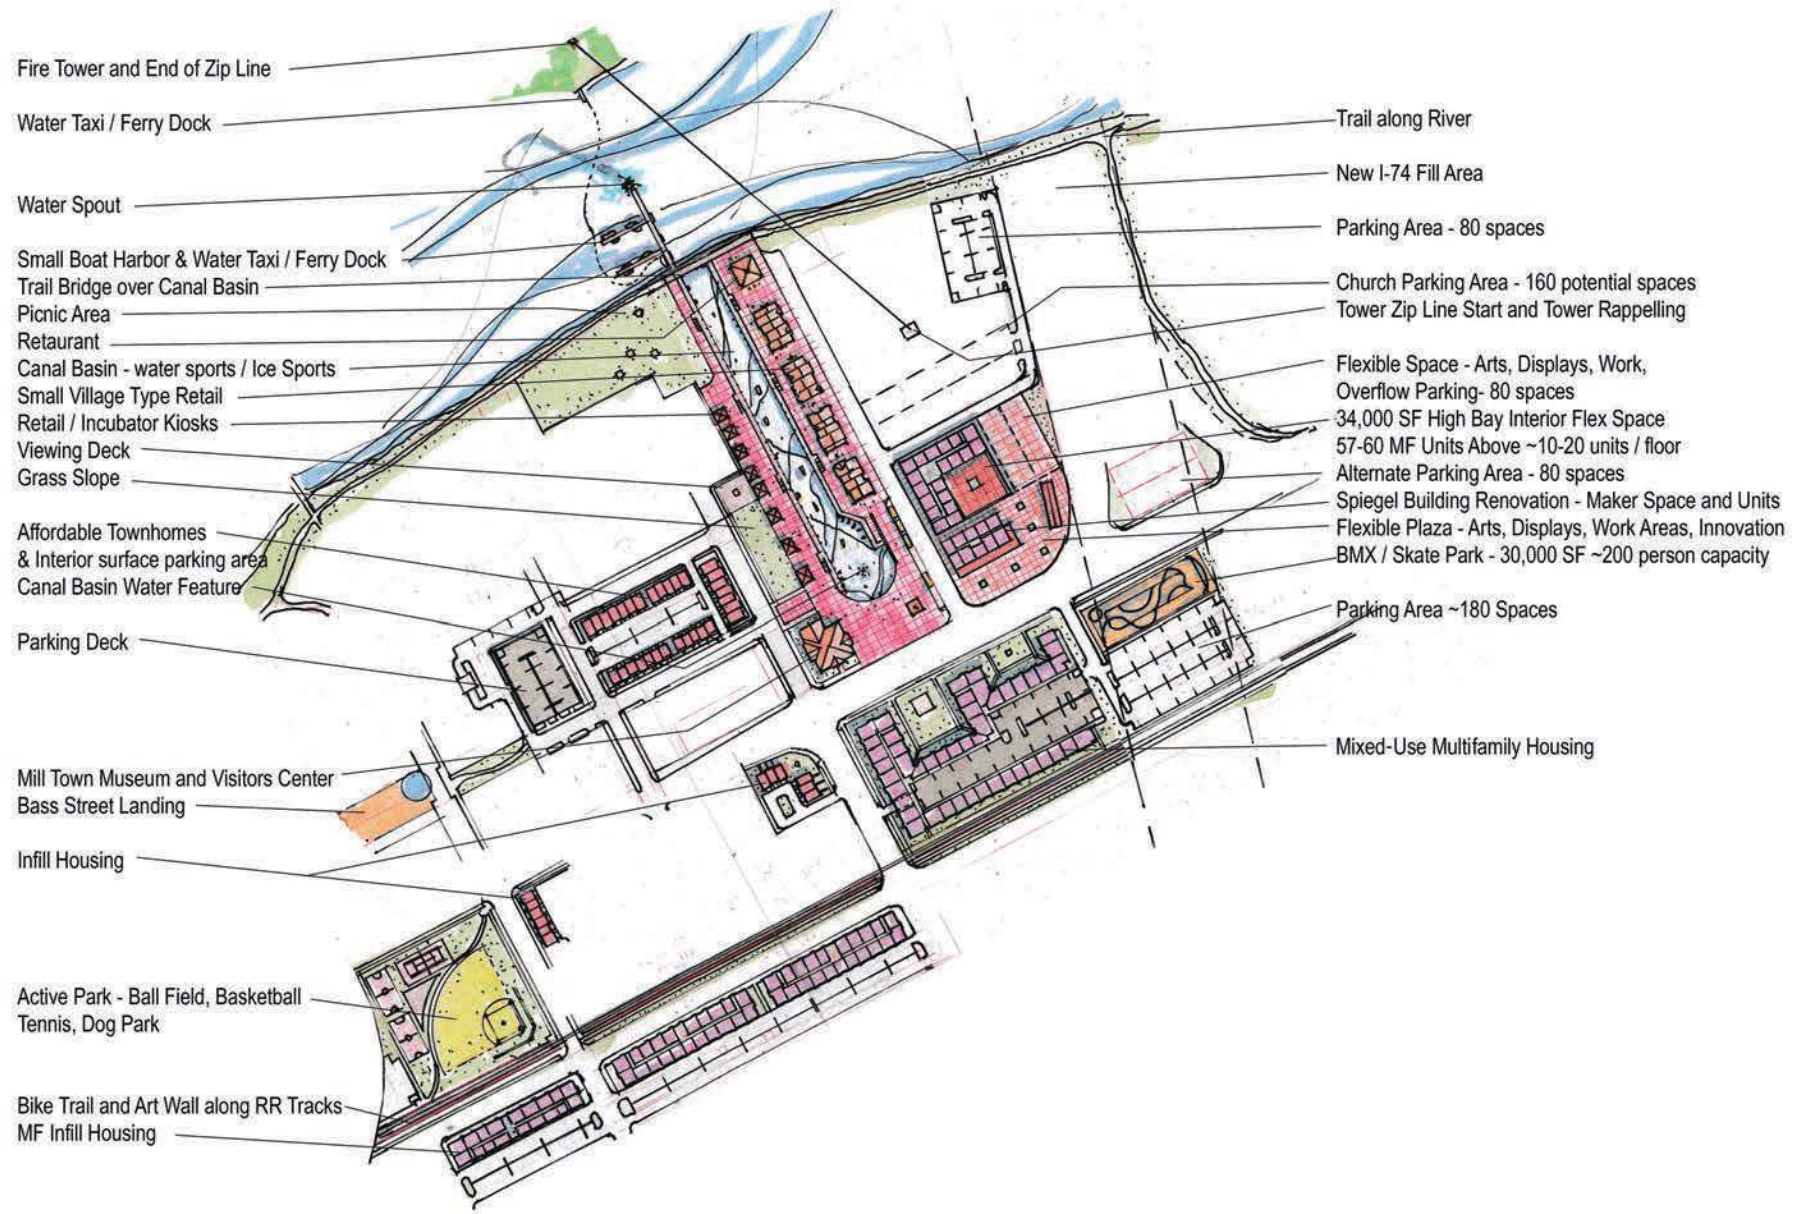 Fire Tower and End of Zip Line
Water Taxi / Ferry Dock
Water Spout
Small Boat Harbor & Water Taxi / Ferry Dock
Trail Bridge over Canal Basin
Picnic Area
Retaurant
Canal Basin - water sports / Ice Sports
Small Village Type Retail
Retail / Incubator Kiosks
Viewing Deck
Grass Slope
Affordable Townhomes
& Interior surface parking area
Canal Basin Water Feature
Parking Deck
Mill Town Museum and Visitors Center
Bass Street Landing
Infill Housing
Active Park - Ball Field, Basketball
Tennis, Dog Park
Bike Trail and Art Wall along RR Tracks
MF Infill Housing
Trail along River
New I-74 Fill Area
Parking Area - 80 spaces
Church Parking Area - 160 potential spaces
Tower Zip Line Start and Tower Rappelling
Flexible Space - Arts, Displays, Work,
Overflow Parking- 80 spaces
34,000 SF High Bay Interior Flex Space
57-60 MF Units Above ~10-20 units / floor
Alternate Parking Area - 80 spaces
Spiegel Building Renovation - Maker Space and Units
Flexible Plaza - Arts, Displays, Work Areas, Innovation
BMX / Skate Park - 30,000 SF ~200 person capacity
Parking Area ~180 Spaces
Mixed-Use Multifamily Housing